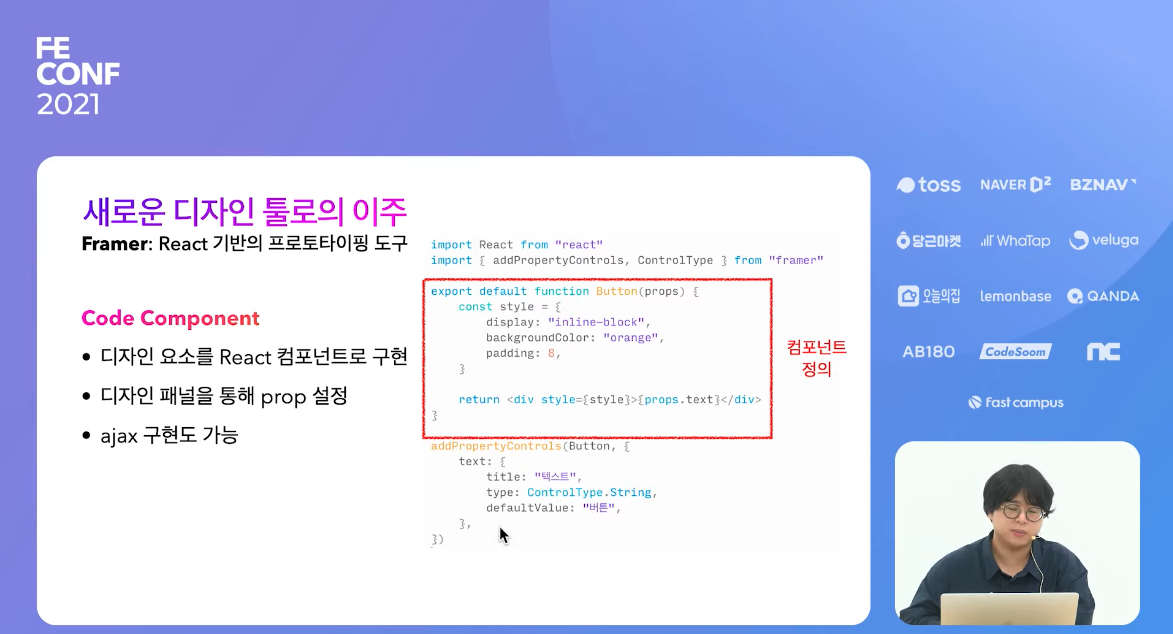 FE
CONF
2021
새로운 디자인 툴로의 이주
Framer: React 기반의 프로토타이핑 도구
Code Component
• 디자인 요소를 React 컴포넌트로 구현
• 디자인 패널을 통해 prop 설정
• ajax 구현도 가능
import React from "react"
import { addPropertyControls, ControlType } from "framer"
export default function Button(props) {
const style = {
display: "inline-block",
backgroundColor: "orange",
padding: 8,
}
return <div style={style}>{props.text}</div>
}
addPropertyControls(Button, {
text: {
title: "텍스트",
type: ControlType.String,
defaultValue: "버튼",
},
})
컴포넌트
정의
toss NAVER D2 BZNAV
당근마켓 WhaTap veluga
오늘의집 lemonbase QANDA
AB180 CodeSoom nc
fast campus